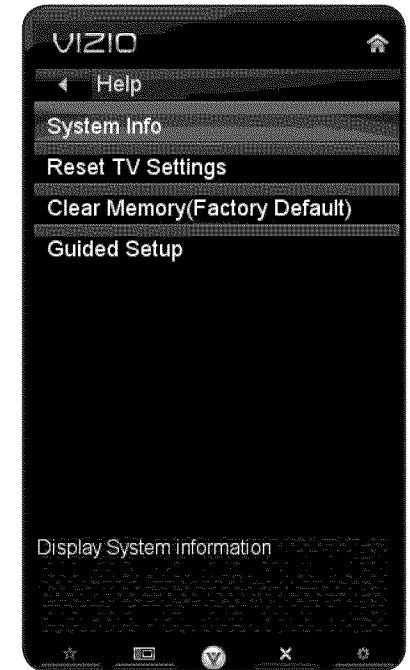 VIZIO
Help
System Info
Reset TV Settings
Clear Memory(Factory Default)
Guided Setup
Display System information